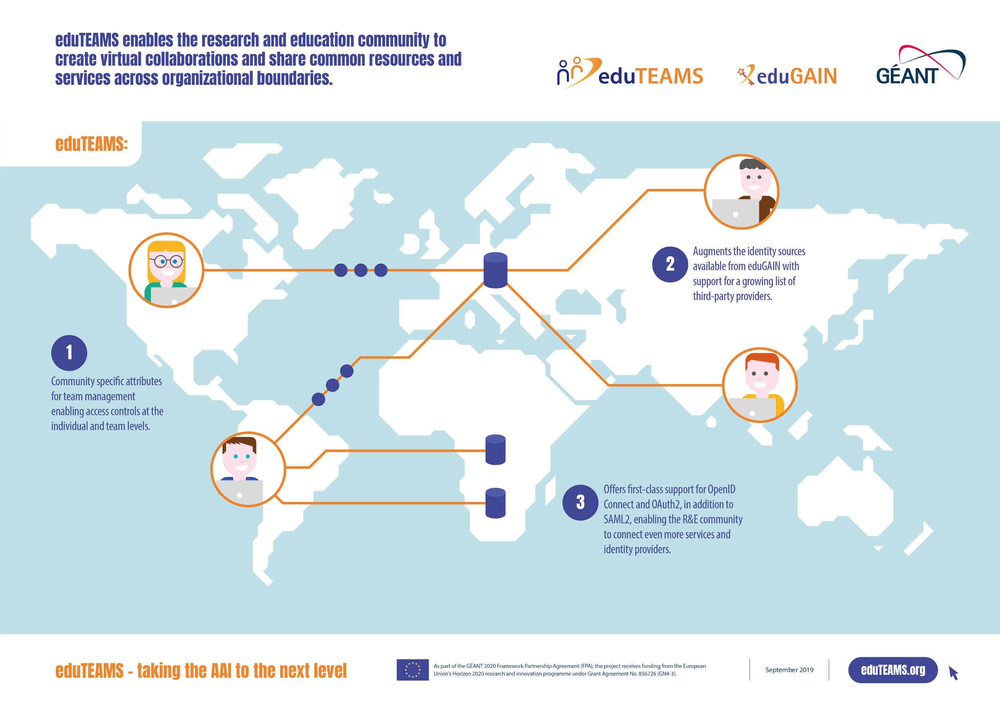 eduTEAMS enables the research and education community to
create virtual collaborations and share common resources and
services across organizational boundaries.
eduTEAMS
eduGAIN
GÉANT
eduTEAMS:
1
Community specific attributes
for team management
enabling access controls at the
individual and team levels.
2
Augments the identity sources
available from eduGAIN with
support for a growing list of
third-party providers.
3
Offers first-class support for OpenID
Connect and OAuth2, in addition to
SAML2, enabling the R&E community
to connect even more services and
identity providers.
eduTEAMS - taking the AAI to the next level
As part of the GÉANT 2020 Framework Partnership Agreement (FPA), the project receives funding from the European
Union's Horizon 2020 research and innovation programme under Grant Agreement No. 856726 (GN4-3).
September 2019
eduTEAMS.org